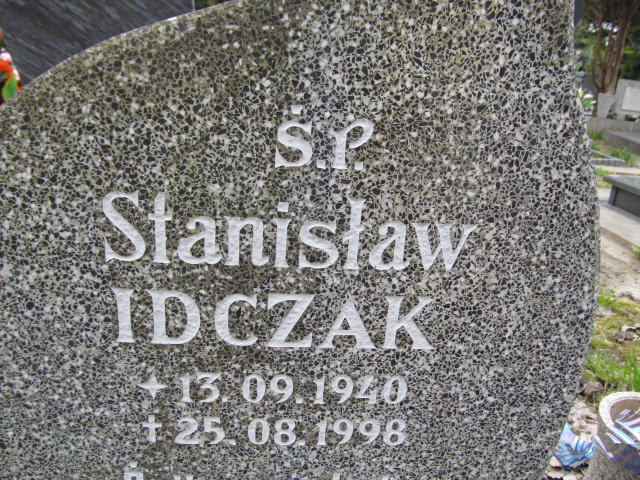 Ś.P.
Stanisław
IDCZAK
✦ 13.09.1940
✝ 25.08.1998